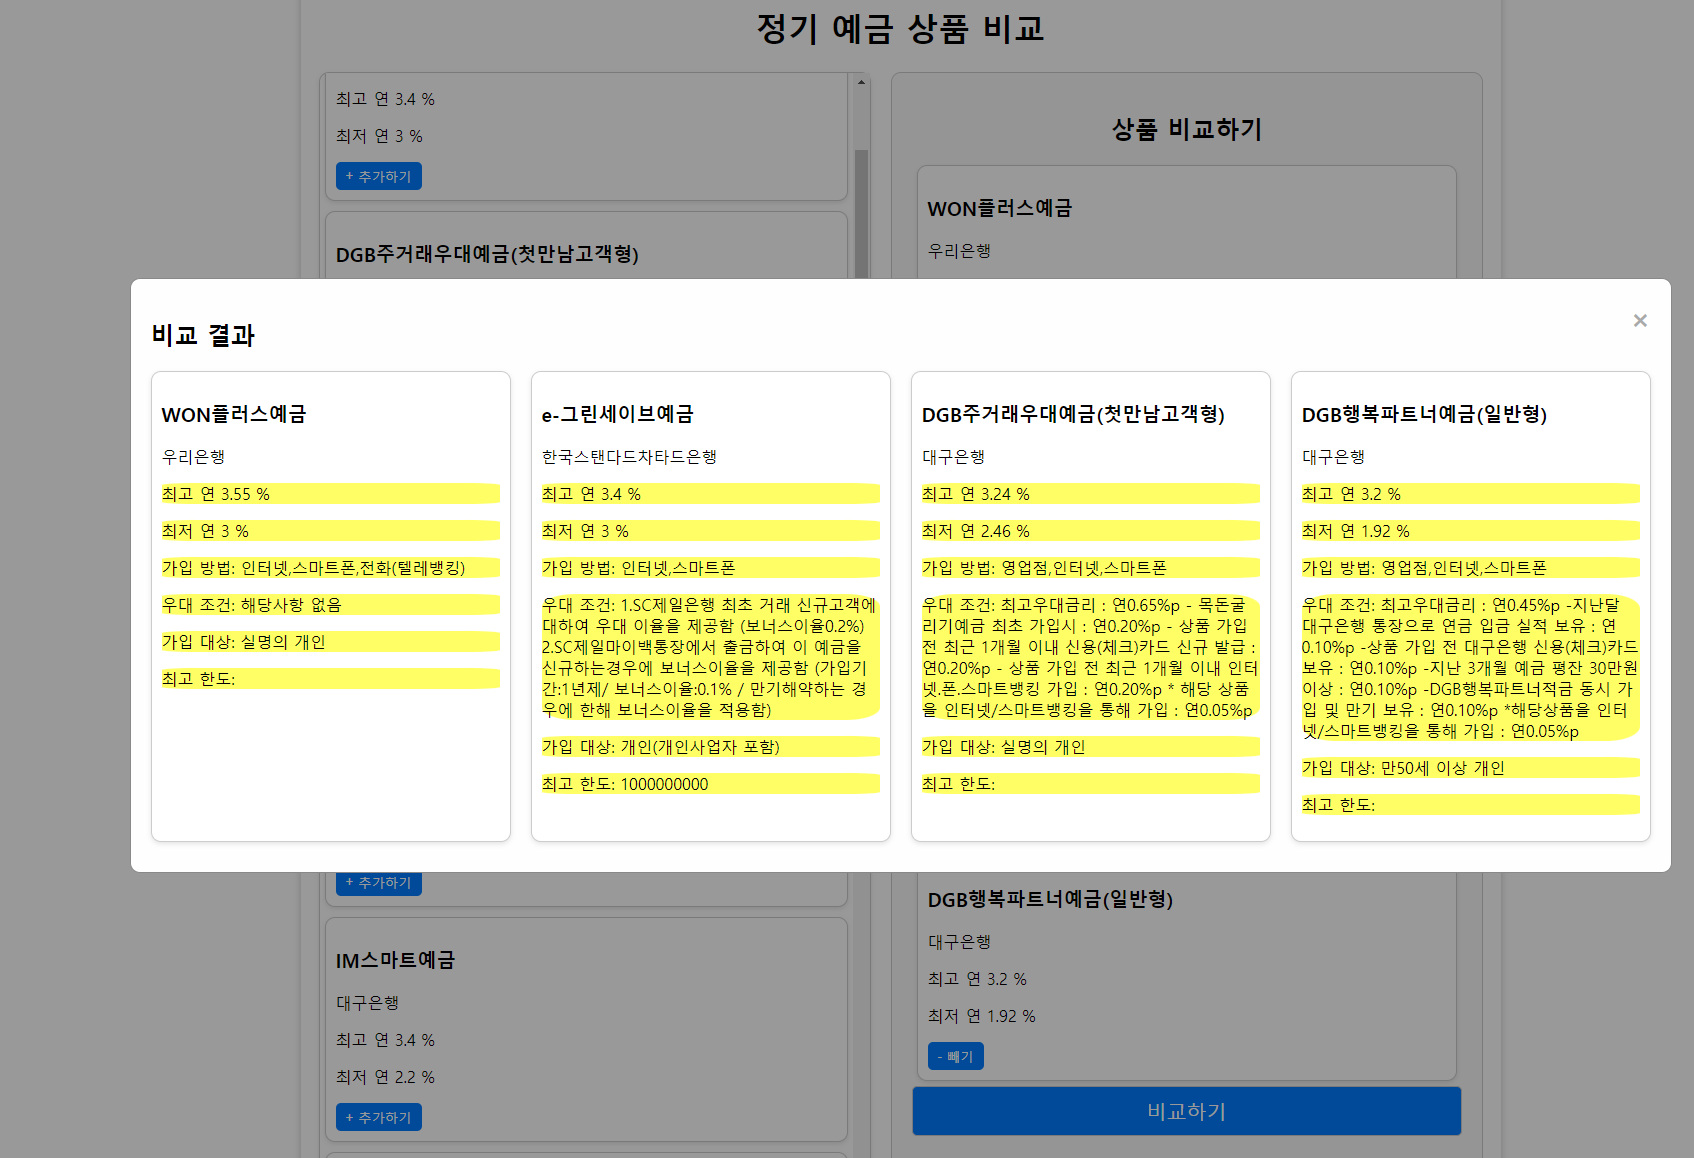 정기 예금 상품 비교
최고 연 3.4 %
최저 연 3 %
+ 추가하기
DGB주거래우대예금(첫만남고객형)
상품 비교하기
WON플러스예금
우리은행
비교 결과
×
WON플러스예금
우리은행
최고 연 3.55 %
최저 연 3 %
가입 방법: 인터넷,스마트폰,전화(텔레뱅킹)
우대 조건: 해당사항 없음
가입 대상: 실명의 개인
최고 한도:
e-그린세이브예금
한국스탠다드차타드은행
최고 연 3.4 %
최저 연 3 %
가입 방법: 인터넷,스마트폰
우대 조건: 1.SC제일은행 최초 거래 신규고객에
대하여 우대 이율을 제공함 (보너스이율0.2%)
2.SC제일마이백통장에서 출금하여 이 예금을
신규하는경우에 보너스이율을 제공함 (가입기
간:1년제/ 보너스이율:0.1% / 만기해약하는 경
우에 한해 보너스이율을 적용함)
가입 대상: 개인(개인사업자 포함)
최고 한도: 1000000000
DGB주거래우대예금(첫만남고객형)
대구은행
최고 연 3.24 %
최저 연 2.46 %
가입 방법: 영업점,인터넷,스마트폰
우대 조건: 최고우대금리 : 연0.65%p - 목돈굴
리기예금 최초 가입시 : 연0.20%p - 상품 가입
전 최근 1개월 이내 신용(체크)카드 신규 발급 :
연0.20%p - 상품 가입 전 최근 1개월 이내 인터
넷.폰.스마트뱅킹 가입 : 연0.20%p * 해당 상품
을 인터넷/스마트뱅킹을 통해 가입 : 연0.05%p
가입 대상: 실명의 개인
최고 한도:
DGB행복파트너예금(일반형)
대구은행
최고 연 3.2 %
최저 연 1.92 %
가입 방법: 영업점,인터넷,스마트폰
우대 조건: 최고우대금리 : 연0.45%p -지난달
대구은행 통장으로 연금 입금 실적 보유 : 연
0.10%p -상품 가입 전 대구은행 신용(체크)카드
보유 : 연0.10%p -지난 3개월 예금 평잔 30만원
이상 : 연0.10%p -DGB행복파트너적금 동시 가
입 및 만기 보유 : 연0.10%p *해당상품을 인터
넷/스마트뱅킹을 통해 가입 : 연0.05%p
가입 대상: 만50세 이상 개인
최고 한도:
+ 추가하기
IM스마트예금
대구은행
최고 연 3.4 %
최저 연 2.2 %
+ 추가하기
DGB행복파트너예금(일반형)
대구은행
최고 연 3.2 %
최저 연 1.92 %
- 빼기
비교하기